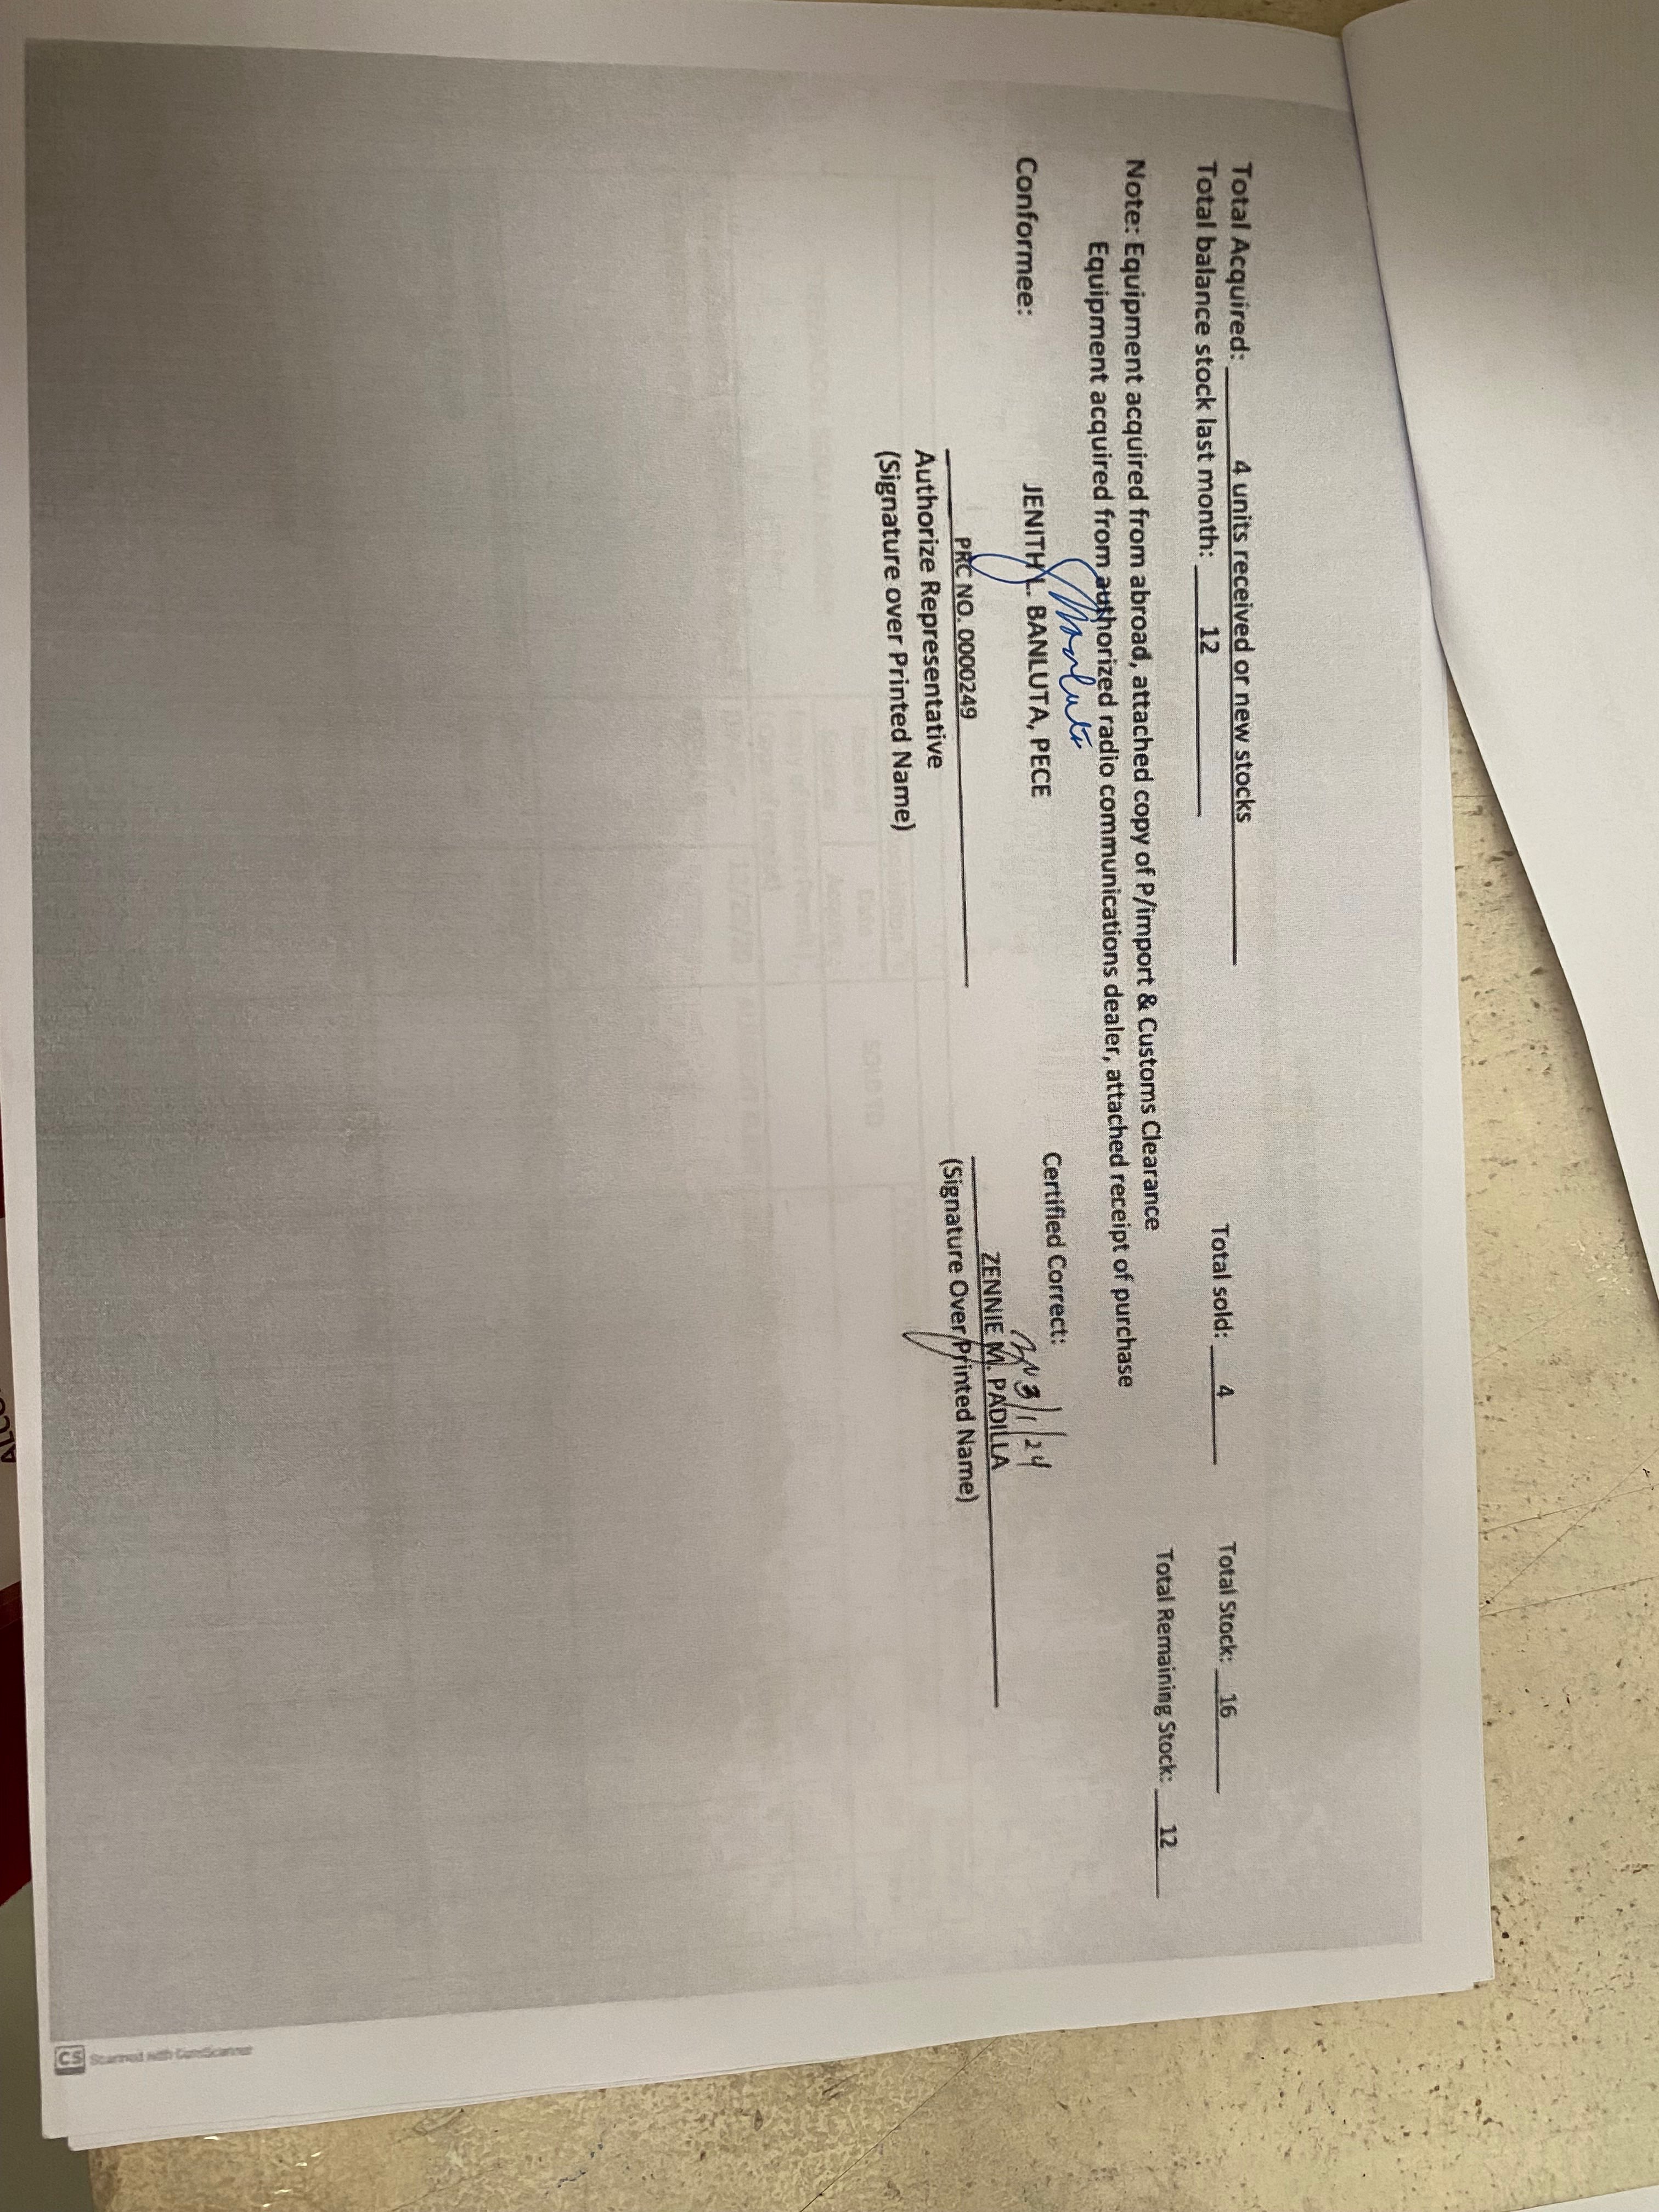 Total Acquired: 4 units received or new stocks
Total sold: 4
Total Stock: 16
Total balance stock last month: 12
Total Remaining Stock: 12
Note: Equipment acquired from abroad, attached copy of P/import & Customs Clearance
Equipment acquired from authorized radio communications dealer, attached receipt of purchase
Conformee:
Certified Correct:
JENITH L. BANLUTA, PECE
PRC NO. 0000249
Authorize Representative
(Signature over Printed Name)
3/1/24
ZENNIE M. PADILLA
(Signature Over Printed Name)
CS Scanned with CamScanner